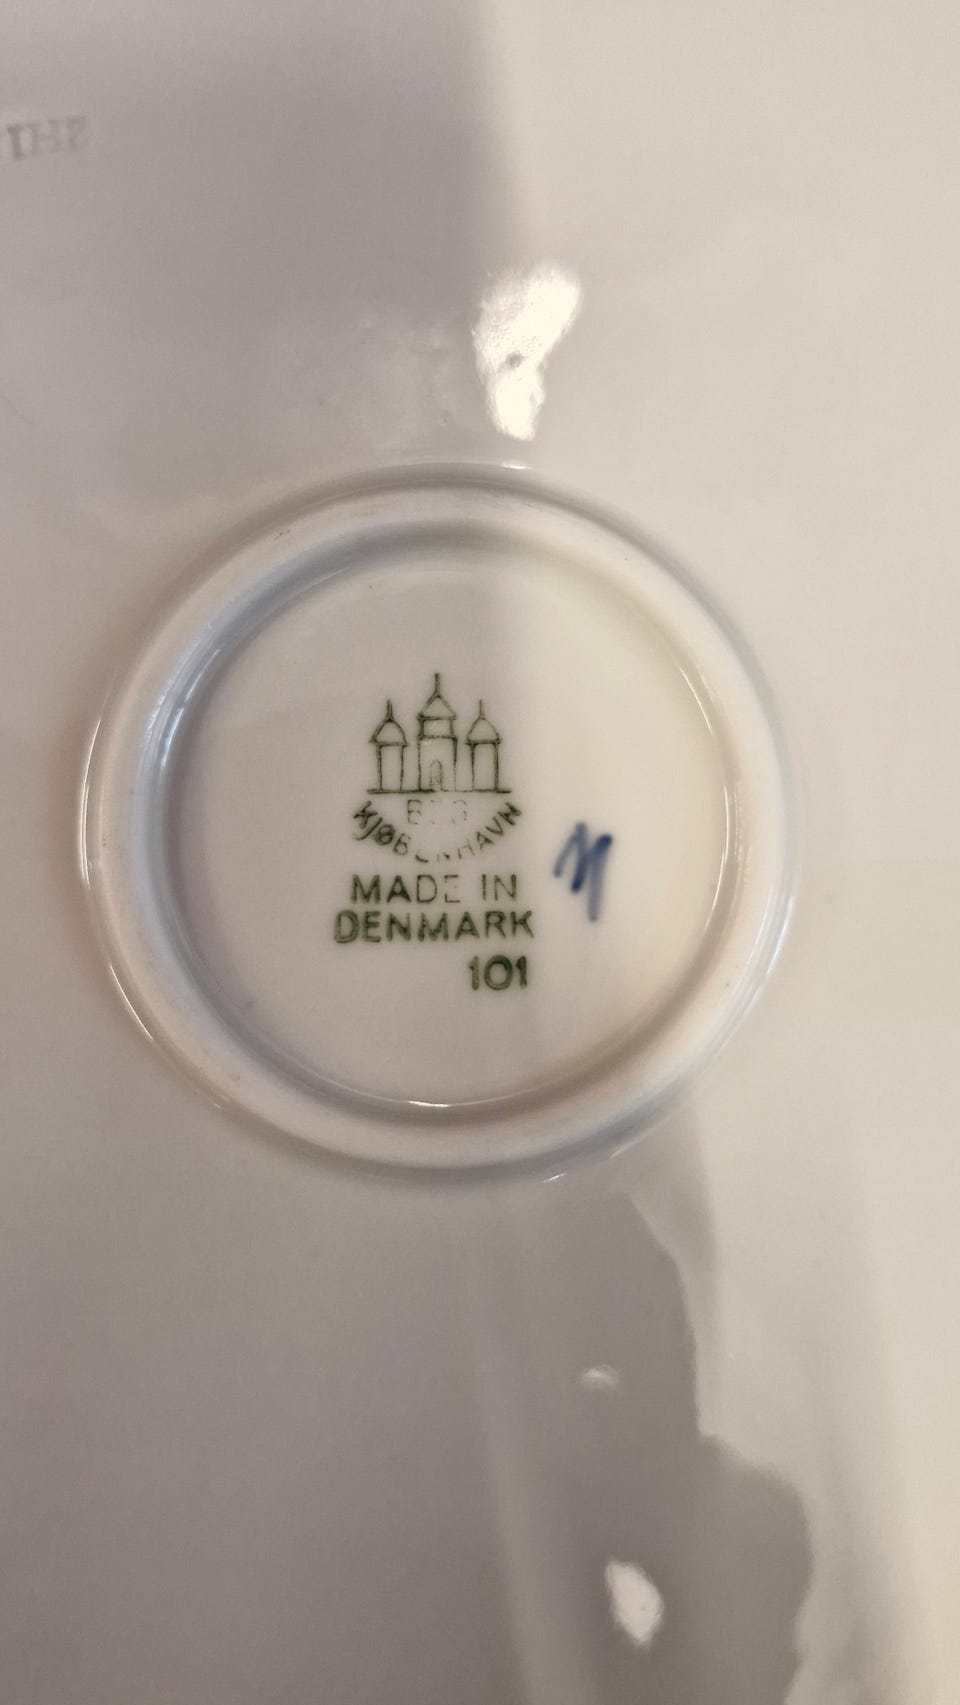 B&G
KJØBENHAVN
MADE IN
DENMARK
101